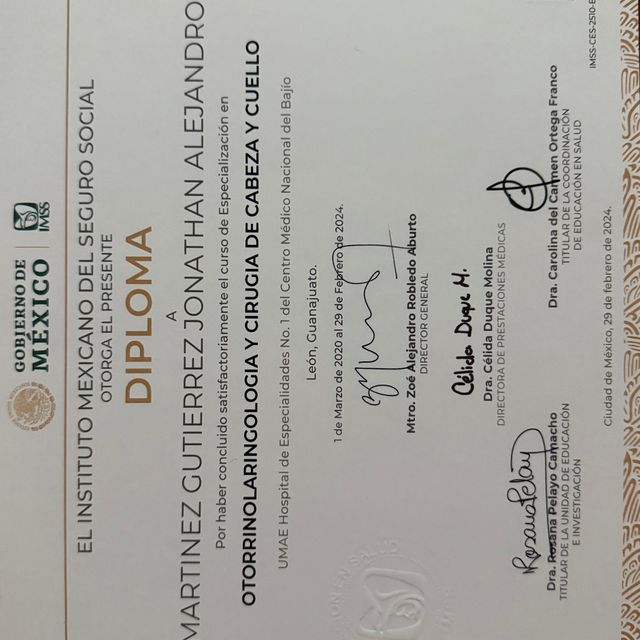 GOBIERNO DE
MÉXICO
IMSS
EL INSTITUTO MEXICANO DEL SEGURO SOCIAL
OTORGA EL PRESENTE
DIPLOMA
A
MARTINEZ GUTIERREZ JONATHAN ALEJANDRO
Por haber concluido satisfactoriamente el curso de Especialización en
OTORRINOLARINGOLOGIA Y CIRUGIA DE CABEZA Y CUELLO
UMAE Hospital de Especialidades No. 1 del Centro Médico Nacional del Bajío
León, Guanajuato.
1 de Marzo de 2020 al 29 de Febrero de 2024.
Mtro. Zoé Alejandro Robledo Aburto
DIRECTOR GENERAL
Célida Duque M.
Dra. Célida Duque Molina
DIRECTORA DE PRESTACIONES MÉDICAS
Rosana Pelayo
Dra. Rosana Pelayo Camacho
TITULAR DE LA UNIDAD DE EDUCACIÓN
E INVESTIGACIÓN
Dra. Carolina del Carmen Ortega Franco
TITULAR DE LA COORDINACIÓN
DE EDUCACIÓN EN SALUD
Ciudad de México, 29 de febrero de 2024.
IMSS-CES-2510-E